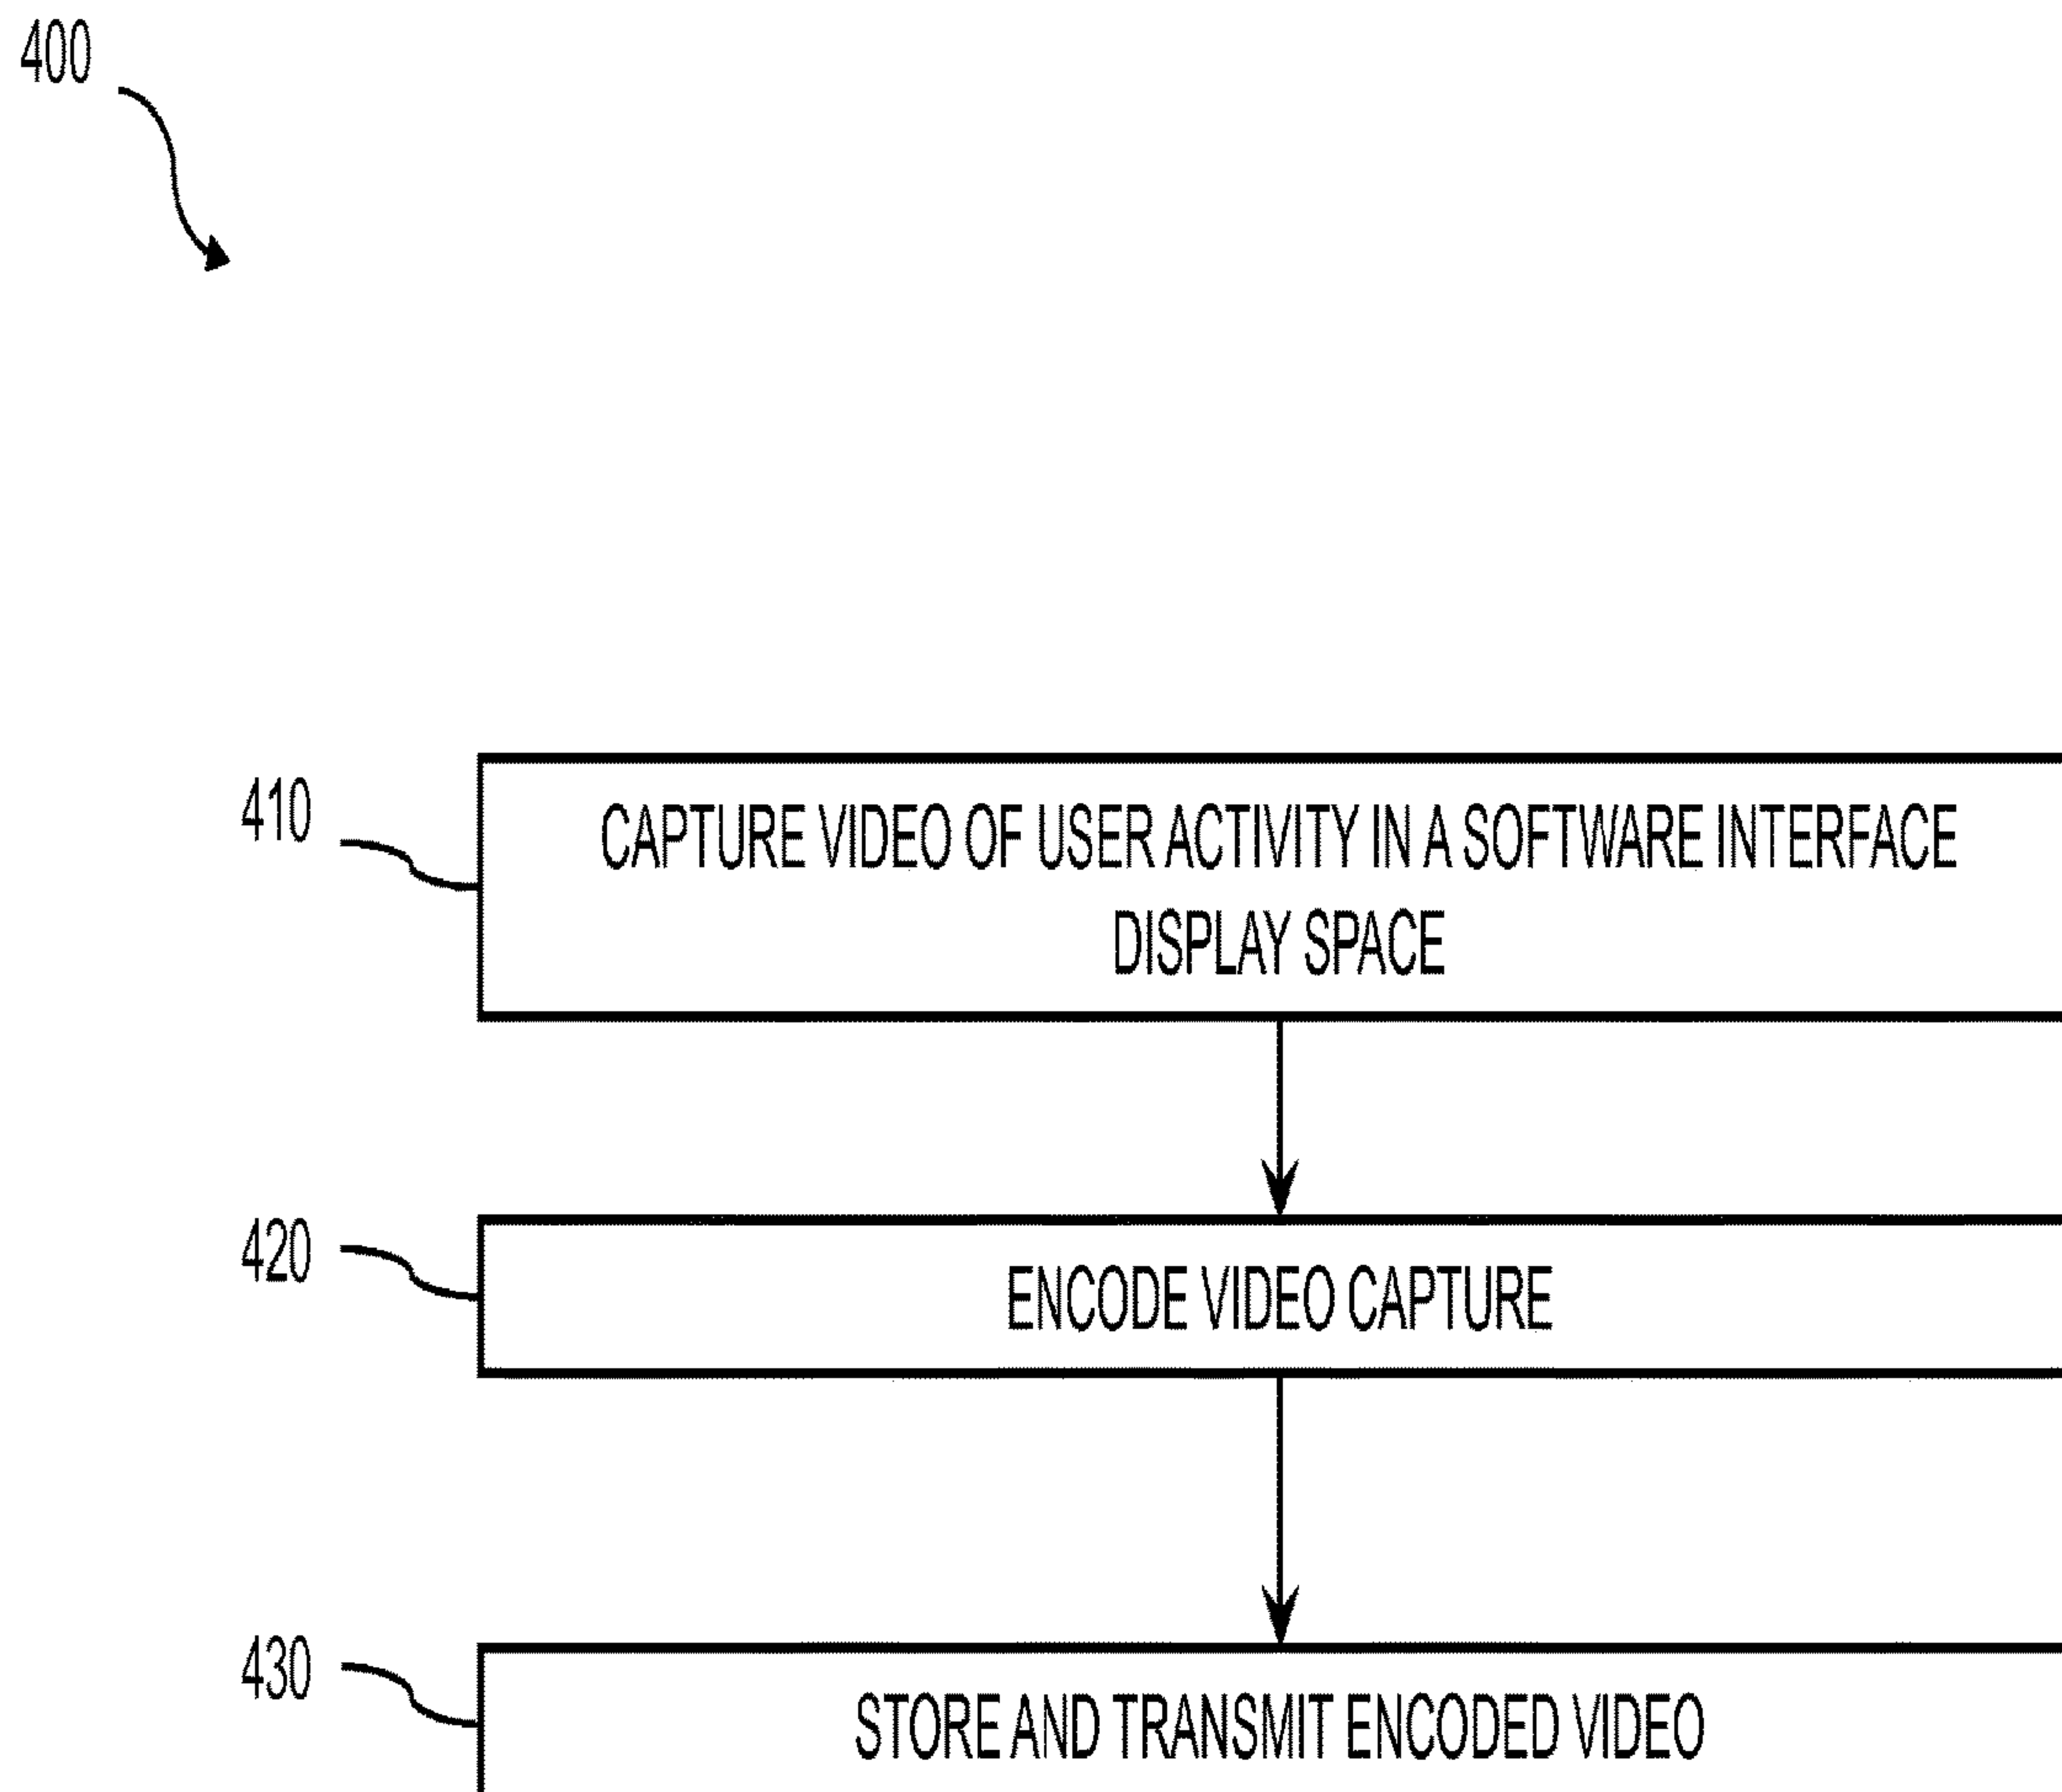 400
410
CAPTURE VIDEO OF USER ACTIVITY IN A SOFTWARE INTERFACE
DISPLAY SPACE
420
ENCODE VIDEO CAPTURE
430
STORE AND TRANSMIT ENCODED VIDEO